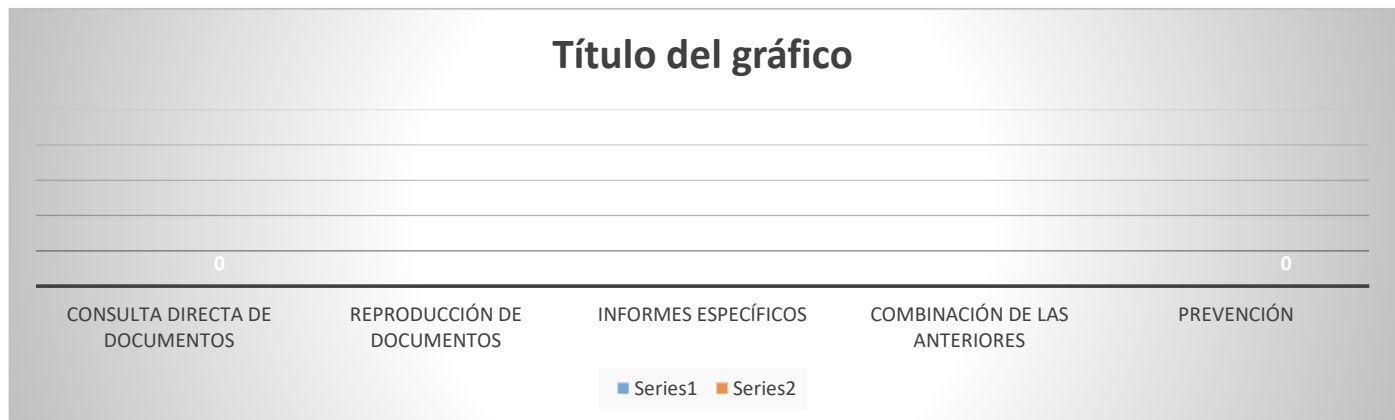 Título del gráfico
0
0
0
CONSULTA DIRECTA DE
DOCUMENTOS
REPRODUCCIÓN DE
DOCUMENTOS
INFORMES ESPECÍFICOS
COMBINACIÓN DE LAS
ANTERIORES
PREVENCIÓN
Series1
Series2